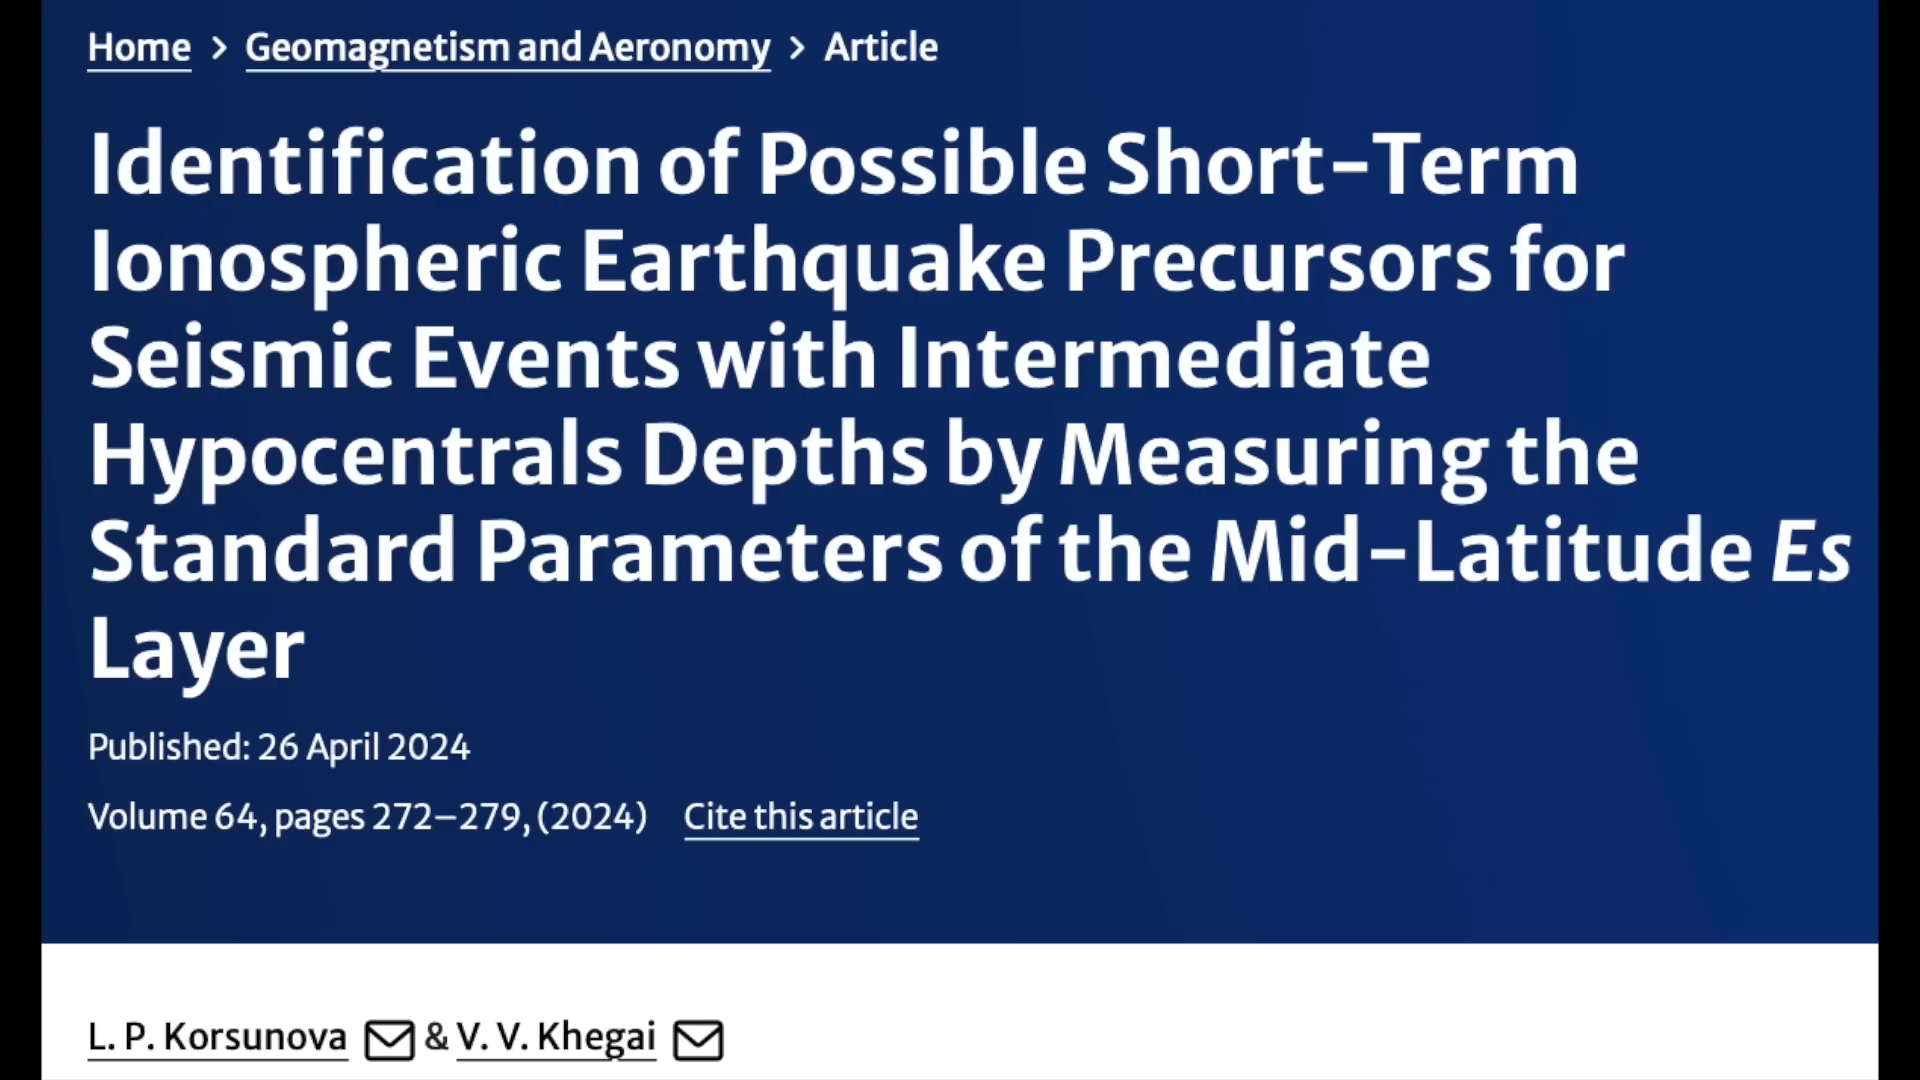 Home > Geomagnetism and Aeronomy > Article
Identification of Possible Short-Term
Ionospheric Earthquake Precursors for
Seismic Events with Intermediate
Hypocentrals Depths by Measuring the
Standard Parameters of the Mid-Latitude Es
Layer
Published: 26 April 2024
Volume 64, pages 272–279, (2024) Cite this article
L. P. Korsunova & V. V. Khegai